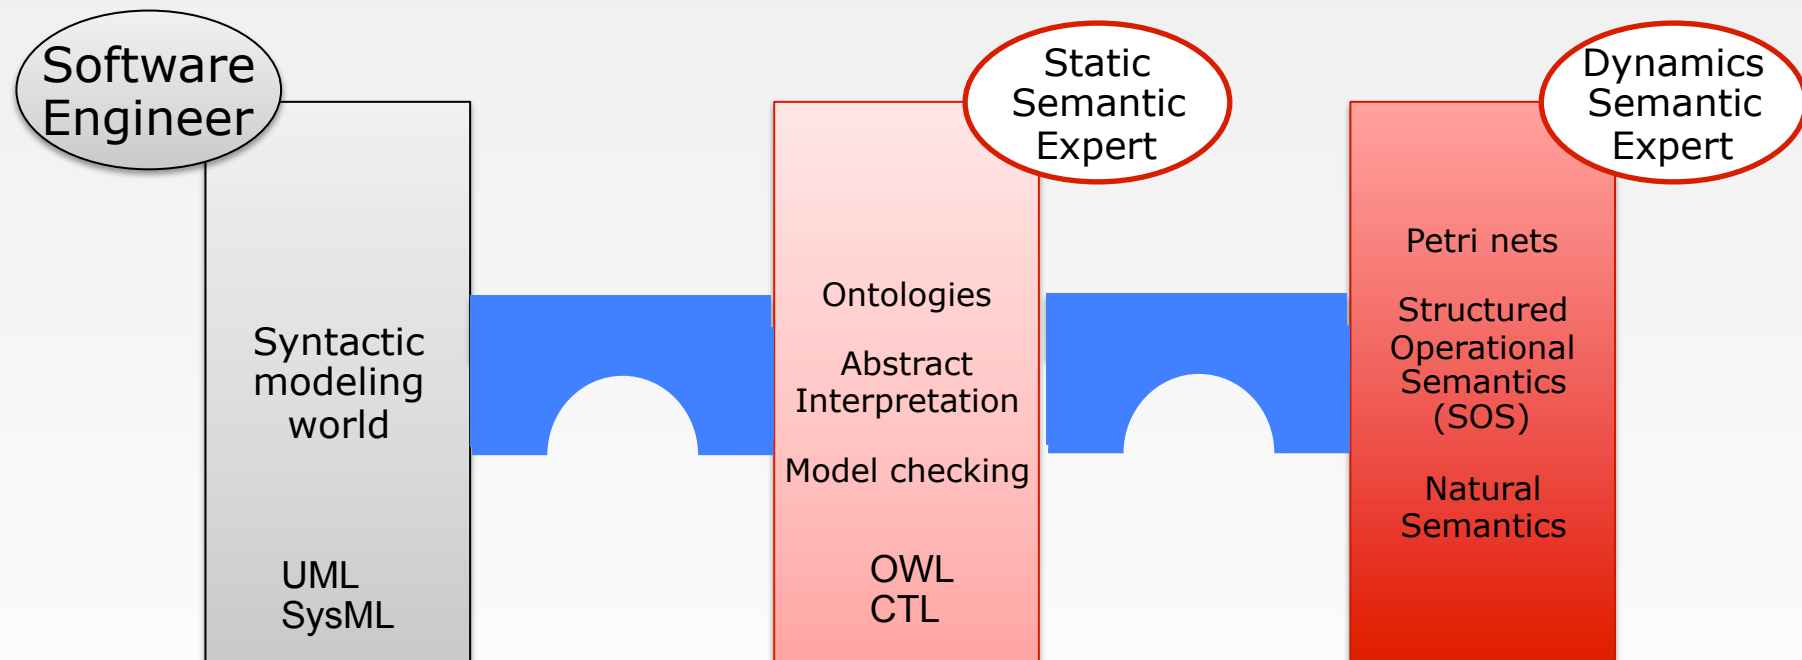 Software
Engineer
Syntactic
modeling
world
UML
SysML
Static
Semantic
Expert
Ontologies
Abstract
Interpretation
Model checking
OWL
CTL
Dynamics
Semantic
Expert
Petri nets
Structured
Operational
Semantics
(SOS)
Natural
Semantics